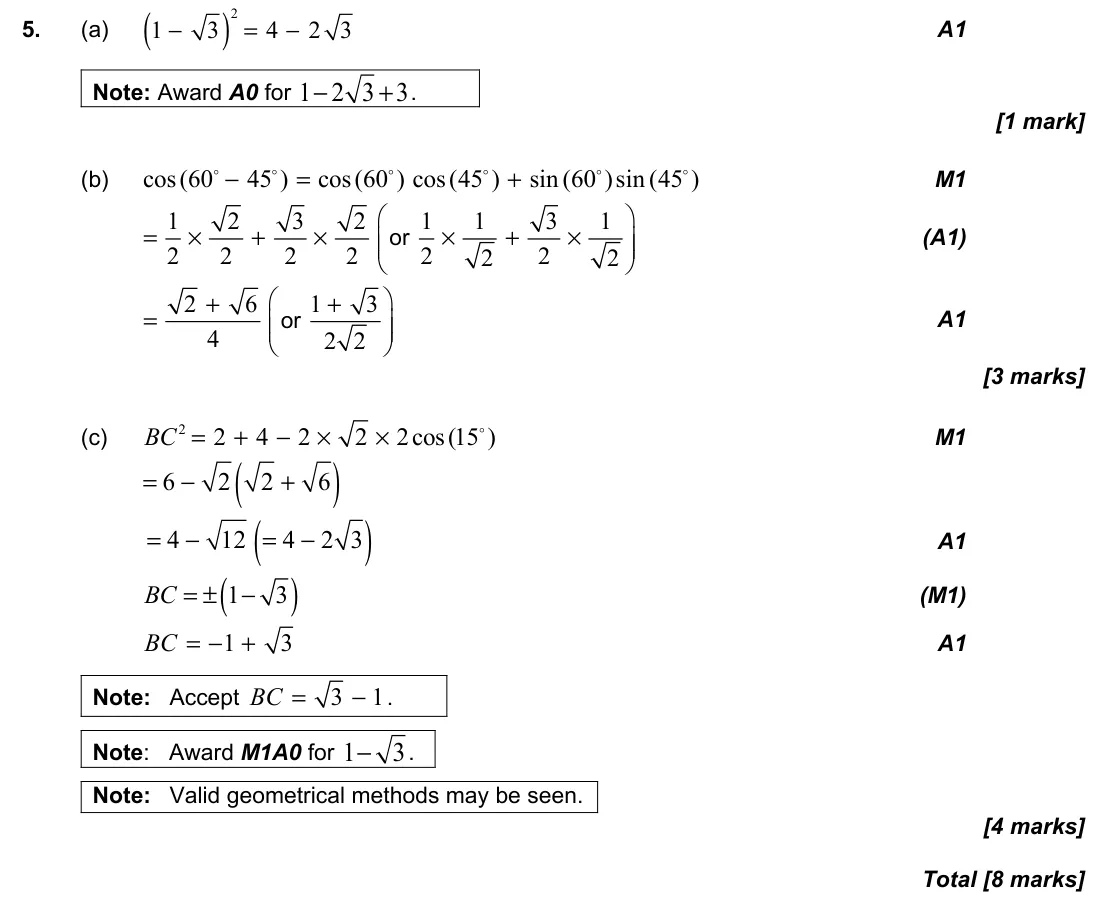 5. (a) (1 − √3)² = 4 − 2√3 A1
Note: Award A0 for 1−2√3+3.
[1 mark]
(b) cos(60° − 45°) = cos(60°) cos(45°) + sin(60°)sin(45°) M1
= 1/2 × √2/2 + √3/2 × √2/2 (or 1/2 × 1/√2 + √3/2 × 1/√2) (A1)
= (√2 + √6)/4 (or (1 + √3)/(2√2)) A1
[3 marks]
(c) BC² = 2 + 4 − 2 × √2 × 2cos(15°) M1
= 6 − √2(√2 + √6)
= 4 − √12 (= 4 − 2√3) A1
BC = ±(1−√3) (M1)
BC = −1 + √3 A1
Note: Accept BC = √3 − 1.
Note: Award M1A0 for 1−√3.
Note: Valid geometrical methods may be seen.
[4 marks]
Total [8 marks]